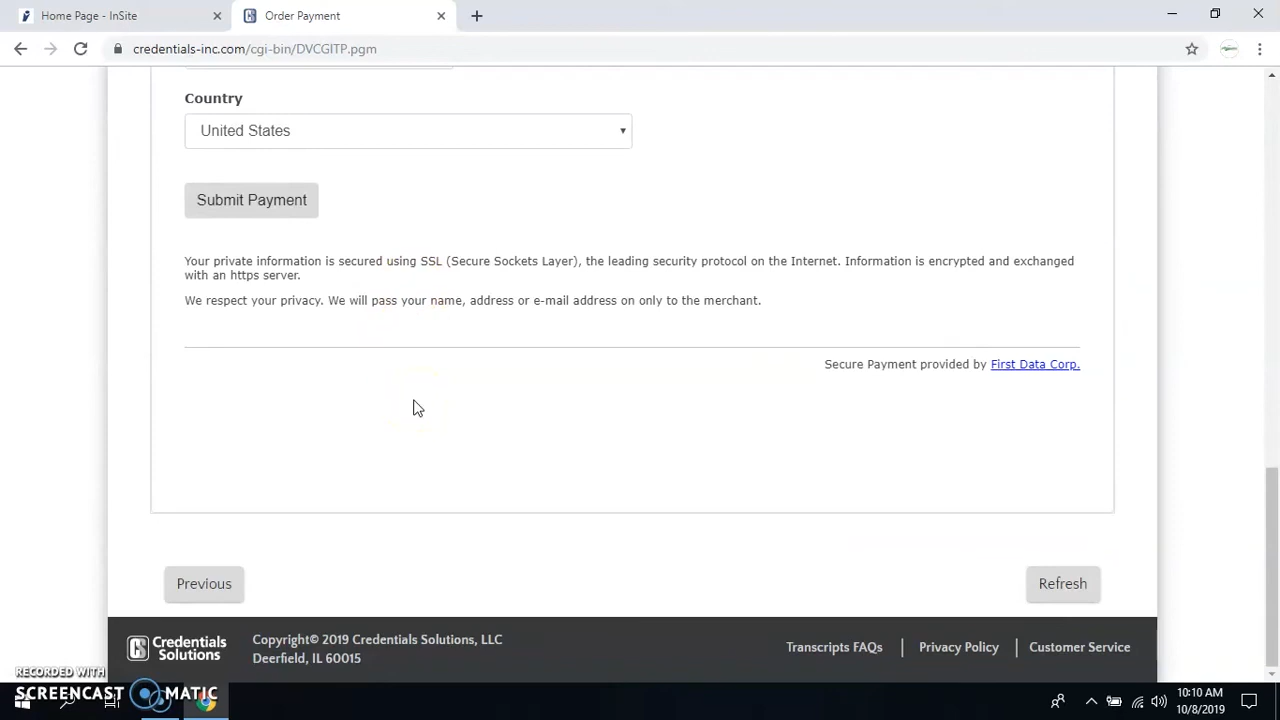 Home Page - InSite
Order Payment
credentials-inc.com/cgi-bin/DVCGITP.pgm
Country
United States
Submit Payment
Your private information is secured using SSL (Secure Sockets Layer), the leading security protocol on the Internet. Information is encrypted and exchanged
with an https server.
We respect your privacy. We will pass your name, address or e-mail address on only to the merchant.
Secure Payment provided by First Data Corp.
Previous
Refresh
Credentials
Solutions
Copyright© 2019 Credentials Solutions, LLC
Deerfield, IL 60015
Transcripts FAQs
Privacy Policy
Customer Service
RECORDED WITH
SCREENCAST MATIC
10:10 AM
10/8/2019